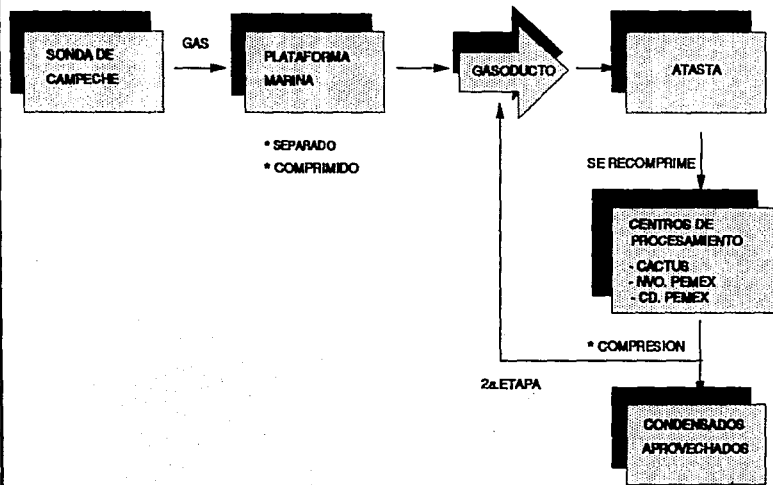 SONDA DE
CAMPECHE
GAS
PLATAFORMA
MARINA
* SEPARADO
* COMPRIMIDO
GASODUCTO
ATASTA
SE RECOMPRIME
CENTROS DE
PROCESAMIENTO
- CACTUS
- NVO. PEMEX
- CD. PEMEX
* COMPRESION
2a.ETAPA
CONDENSADOS
APROVECHADOS